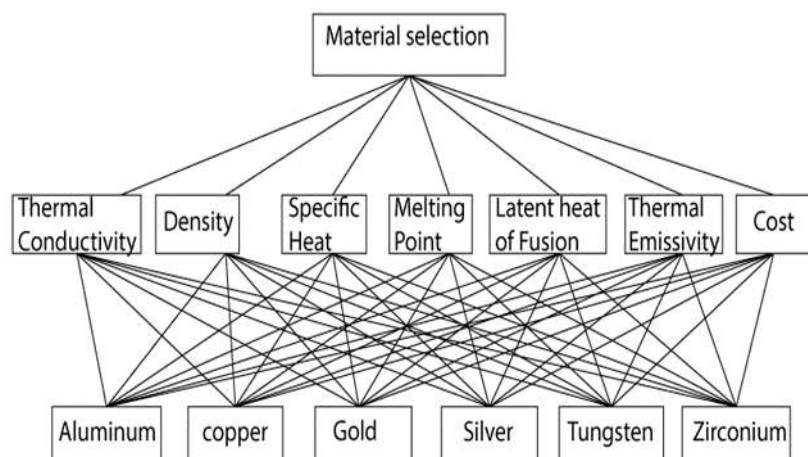 Material selection
Thermal
Conductivity
Density
Specific
Heat
Melting
Point
Latent heat
of Fusion
Thermal
Emissivity
Cost
Aluminum
copper
Gold
Silver
Tungsten
Zirconium